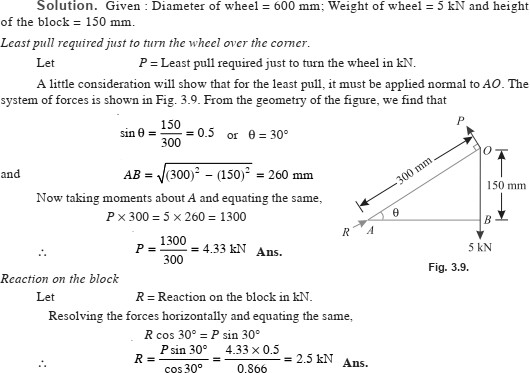 Solution. Given : Diameter of wheel = 600 mm; Weight of wheel = 5 kN and height
of the block = 150 mm.
Least pull required just to turn the wheel over the corner.
Let P = Least pull required just to turn the wheel in kN.
A little consideration will show that for the least pull, it must be applied normal to AO. The
system of forces is shown in Fig. 3.9. From the geometry of the figure, we find that
sin θ = 150/300 = 0.5 or θ = 30°
and AB = √((300)² − (150)²) = 260 mm
Now taking moments about A and equating the same,
P × 300 = 5 × 260 = 1300
∴ P = 1300/300 = 4.33 kN Ans.
P
O
300 mm
150 mm
θ
R
A
B
5 kN
Fig. 3.9.
Reaction on the block
Let R = Reaction on the block in kN.
Resolving the forces horizontally and equating the same,
R cos 30° = P sin 30°
∴ R = P sin 30°/cos 30° = 4.33 × 0.5/0.866 = 2.5 kN Ans.